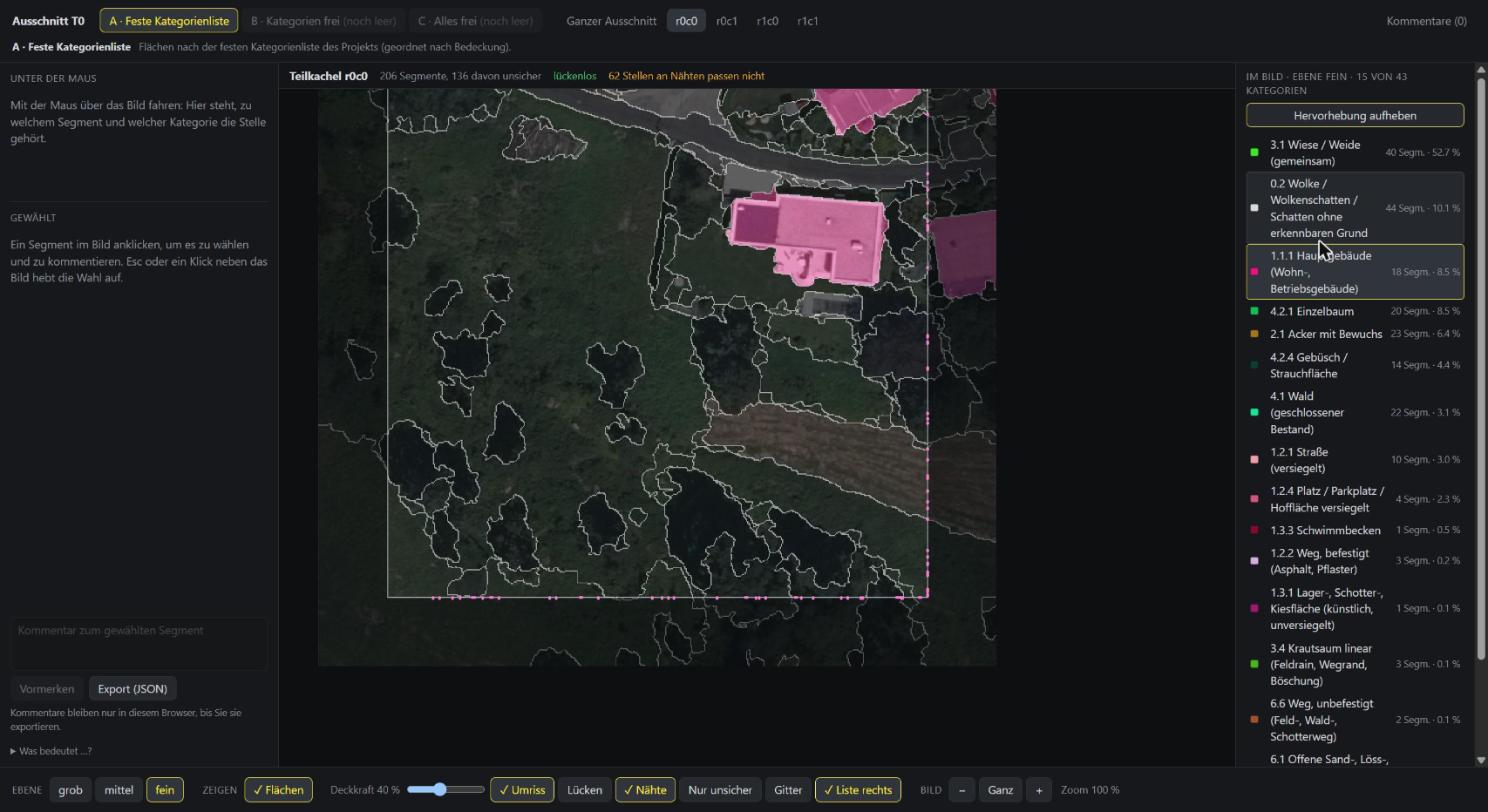 Ausschnitt T0 A · Feste Kategorienliste B · Kategorien frei (noch leer) C · Alles frei (noch leer) Ganzer Ausschnitt r0c0 r0c1 r1c0 r1c1 Kommentare (0)
A · Feste Kategorienliste Flächen nach der festen Kategorienliste des Projekts (geordnet nach Bedeckung).
UNTER DER MAUS
Mit der Maus über das Bild fahren: Hier steht, zu
welchem Segment und welcher Kategorie die Stelle
gehört.
GEWÄHLT
Ein Segment im Bild anklicken, um es zu wählen
und zu kommentieren. Esc oder ein Klick neben das
Bild hebt die Wahl auf.
Kommentar zum gewählten Segment
Vormerken Export (JSON)
Kommentare bleiben nur in diesem Browser, bis Sie sie
exportieren.
▸ Was bedeutet ...?
Teilkachel r0c0 206 Segmente, 136 davon unsicher lückenlos 62 Stellen an Nähten passen nicht
IM BILD · EBENE FEIN · 15 VON 43
KATEGORIEN
Hervorhebung aufheben
3.1 Wiese / Weide
(gemeinsam) 40 Segm. · 52.7 %
0.2 Wolke /
Wolkenschatten /
Schatten ohne
erkennbaren Grund 44 Segm. · 10.1 %
1.1.1 Hauptgebäude
(Wohn-,
Betriebsgebäude) 18 Segm. · 8.5 %
4.2.1 Einzelbaum 20 Segm. · 8.5 %
2.1 Acker mit Bewuchs 23 Segm. · 6.4 %
4.2.4 Gebüsch /
Strauchfläche 14 Segm. · 4.4 %
4.1 Wald
(geschlossener
Bestand) 22 Segm. · 3.1 %
1.2.1 Straße
(versiegelt) 10 Segm. · 3.0 %
1.2.4 Platz / Parkplatz /
Hoffläche versiegelt 4 Segm. · 2.3 %
1.3.3 Schwimmbecken 1 Segm. · 0.5 %
1.2.2 Weg, befestigt
(Asphalt, Pflaster) 3 Segm. · 0.2 %
1.3.1 Lager-, Schotter-,
Kiesfläche (künstlich,
unversiegelt) 1 Segm. · 0.1 %
3.4 Krautsaum linear
(Feldrain, Wegrand,
Böschung) 3 Segm. · 0.1 %
6.6 Weg, unbefestigt
(Feld-, Wald-,
Schotterweg) 2 Segm. · 0.1 %
6.1 Offene Sand-, Löss-,
EBENE grob mittel fein ZEIGEN ✓ Flächen Deckkraft 40 % ✓ Umriss Lücken ✓ Nähte Nur unsicher Gitter ✓ Liste rechts BILD − Ganz + Zoom 100 %